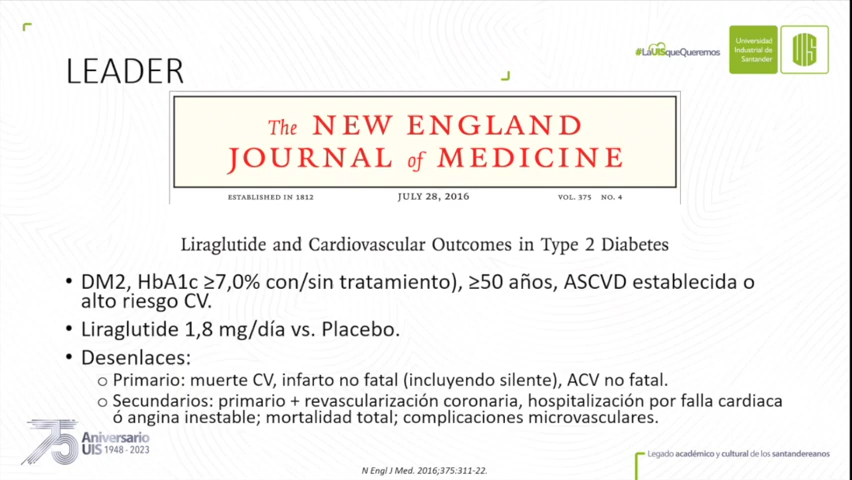 #LaUISqueQueremos
Universidad
Industrial de
Santander
UIS
LEADER
The NEW ENGLAND
JOURNAL of MEDICINE
ESTABLISHED IN 1812 JULY 28, 2016 VOL. 375 NO. 4
Liraglutide and Cardiovascular Outcomes in Type 2 Diabetes
• DM2, HbA1c ≥7,0% con/sin tratamiento), ≥50 años, ASCVD establecida o
alto riesgo CV.
• Liraglutide 1,8 mg/día vs. Placebo.
• Desenlaces:
o Primario: muerte CV, infarto no fatal (incluyendo silente), ACV no fatal.
o Secundarios: primario + revascularización coronaria, hospitalización por falla cardiaca
ó angina inestable; mortalidad total; complicaciones microvasculares.
75 Aniversario
UIS 1948 - 2023
Legado académico y cultural de los santandereanos
N Engl J Med. 2016;375:311-22.